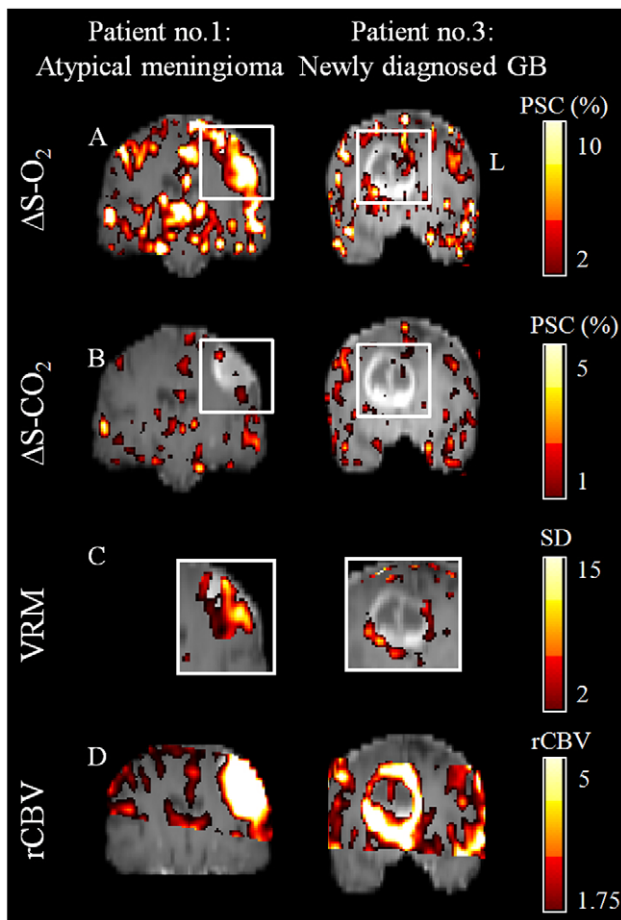 Patient no.1:
Atypical meningioma
Patient no.3:
Newly diagnosed GB
ΔS-O₂
A
L
PSC (%)
10
2
ΔS-CO₂
B
PSC (%)
5
1
VRM
C
SD
15
2
rCBV
D
rCBV
5
1.75